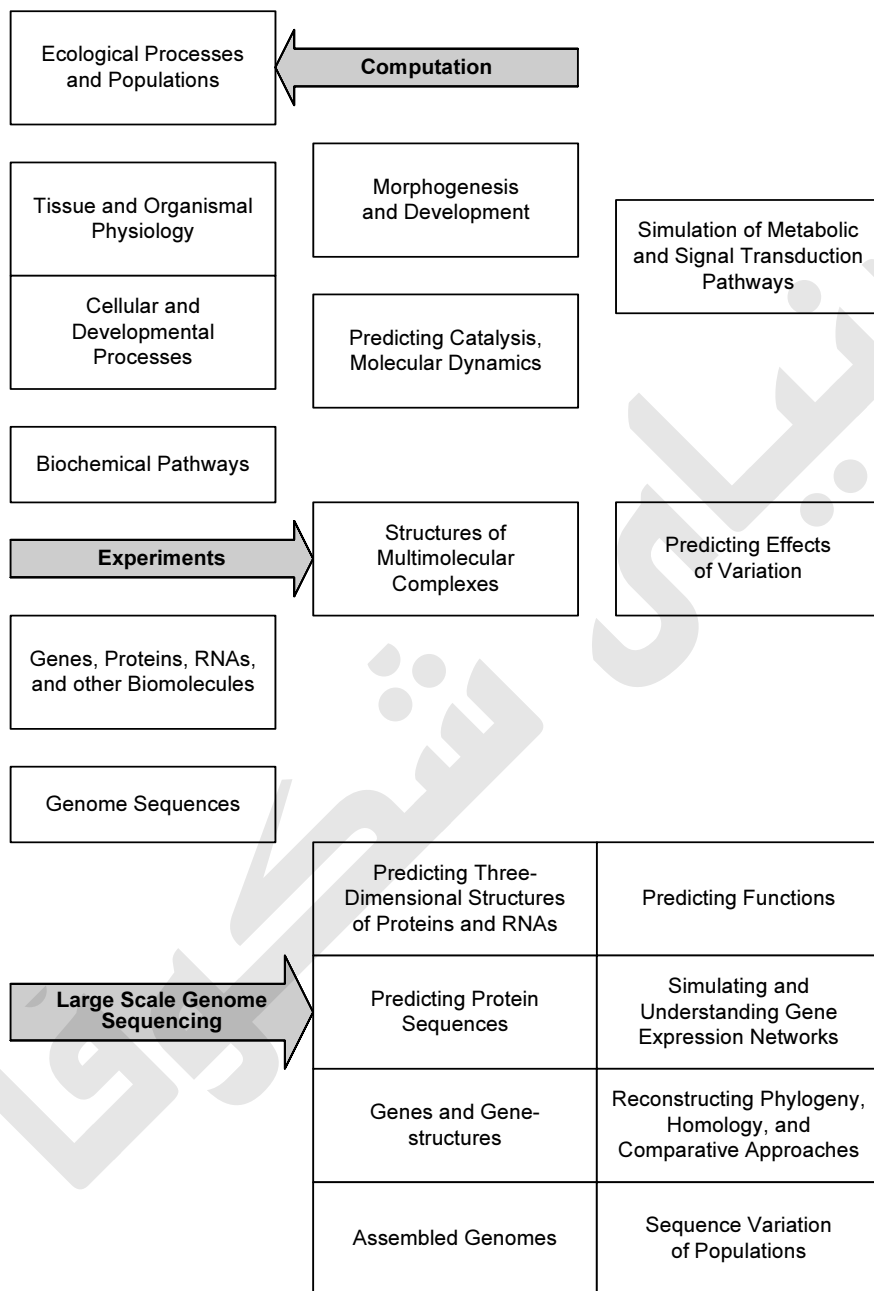 Ecological Processes
and Populations
Computation
Tissue and Organismal
Physiology
Morphogenesis
and Development
Simulation of Metabolic
and Signal Transduction
Pathways
Cellular and
Developmental
Processes
Predicting Catalysis,
Molecular Dynamics
Biochemical Pathways
Experiments
Structures of
Multimolecular
Complexes
Predicting Effects
of Variation
Genes, Proteins, RNAs,
and other Biomolecules
Genome Sequences
Predicting Three-
Dimensional Structures
of Proteins and RNAs
Predicting Functions
Large Scale Genome
Sequencing
Predicting Protein
Sequences
Simulating and
Understanding Gene
Expression Networks
Genes and Gene-
structures
Reconstructing Phylogeny,
Homology, and
Comparative Approaches
Assembled Genomes
Sequence Variation
of Populations